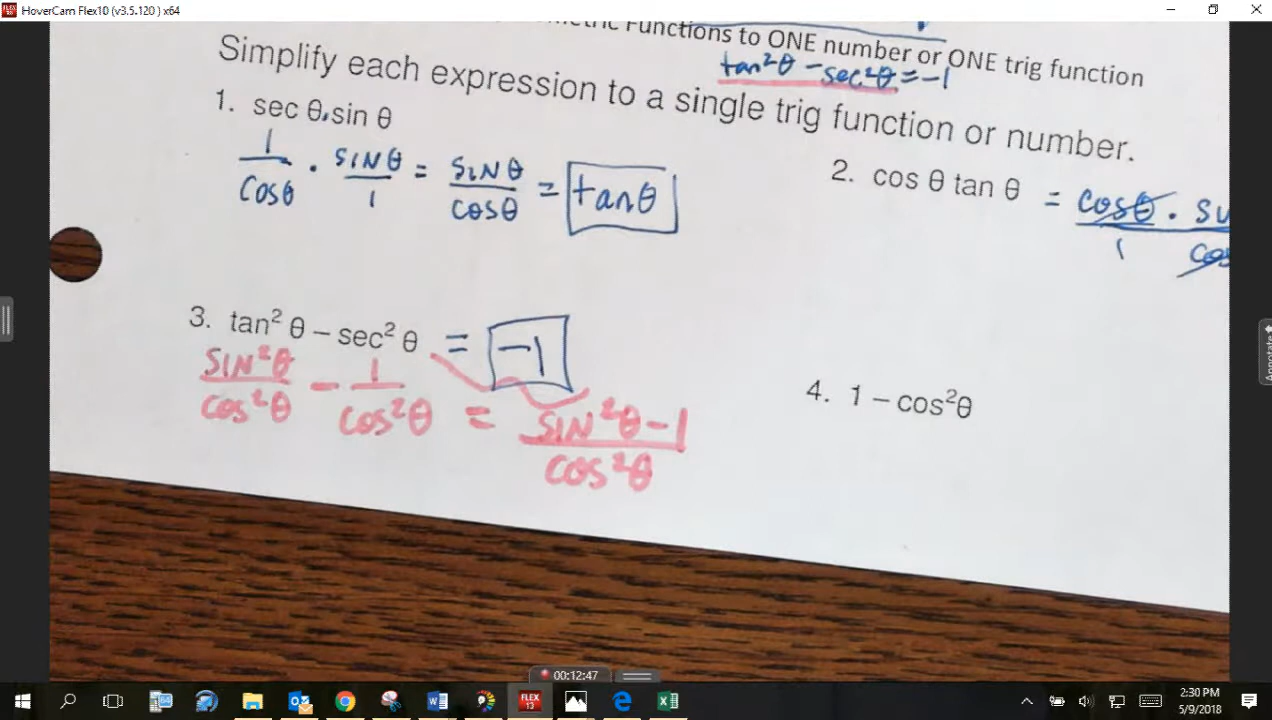 HoverCam Flex10 (v3.5.120 ) x64
Functions to ONE number or ONE trig function
tan²θ - sec²θ = -1
Simplify each expression to a single trig function or number.
1. sec θ · sin θ
1/cosθ · sinθ/1 = sinθ/cosθ = tanθ
2. cos θ tan θ = cosθ/1 ·
3. tan² θ – sec² θ = -1
sin²θ/cos²θ - 1/cos²θ = sin²θ-1/cos²θ
4. 1 – cos²θ
Annotate
00:12:47
FLEX
13
2:30 PM
5/9/2018